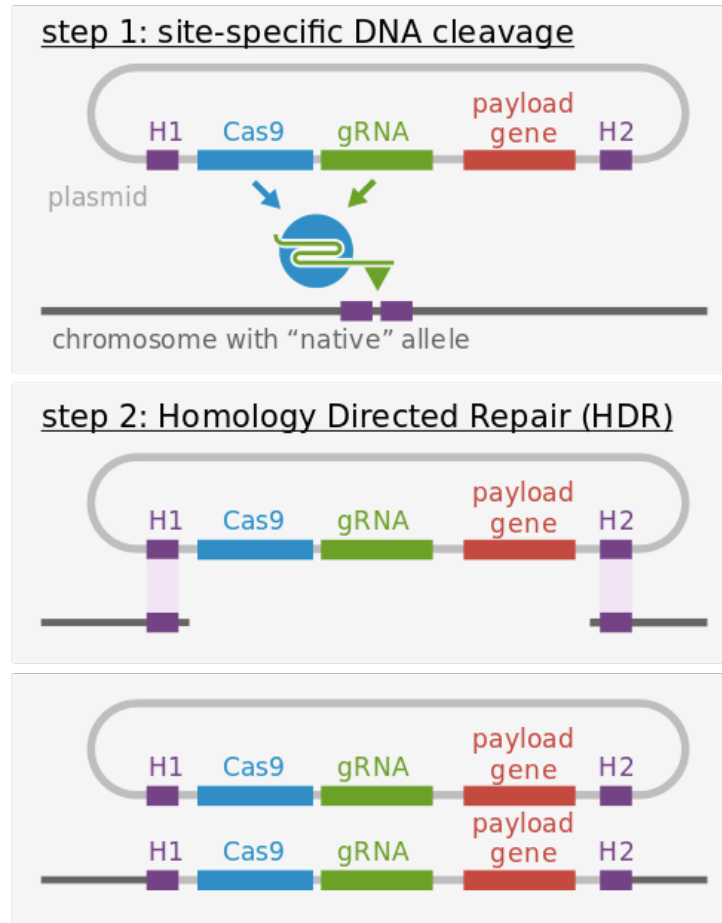 step 1: site-specific DNA cleavage
payload
H1 Cas9 gRNA gene H2
plasmid
chromosome with “native” allele
step 2: Homology Directed Repair (HDR)
payload
H1 Cas9 gRNA gene H2
payload
H1 Cas9 gRNA gene H2
payload
H1 Cas9 gRNA gene H2